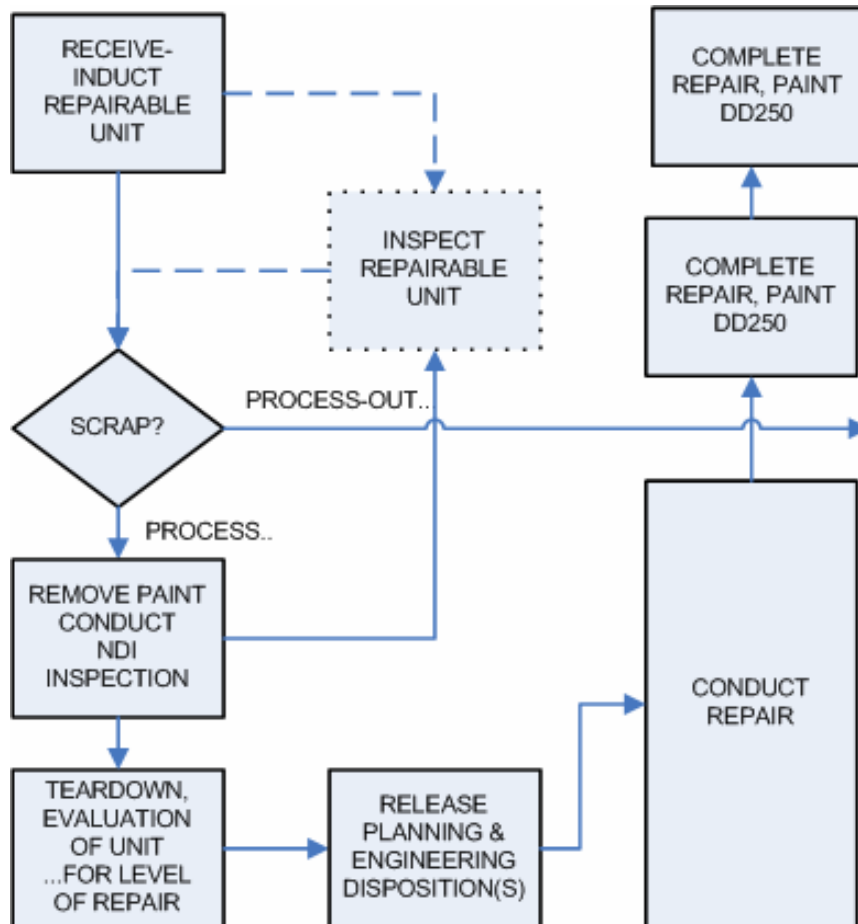 RECEIVE-
INDUCT
REPAIRABLE
UNIT
COMPLETE
REPAIR, PAINT
DD250
INSPECT
REPAIRABLE
UNIT
COMPLETE
REPAIR, PAINT
DD250
SCRAP?
PROCESS-OUT..
PROCESS..
REMOVE PAINT
CONDUCT
NDI
INSPECTION
CONDUCT
REPAIR
TEARDOWN,
EVALUATION
OF UNIT
...FOR LEVEL
OF REPAIR
RELEASE
PLANNING &
ENGINEERING
DISPOSITION(S)